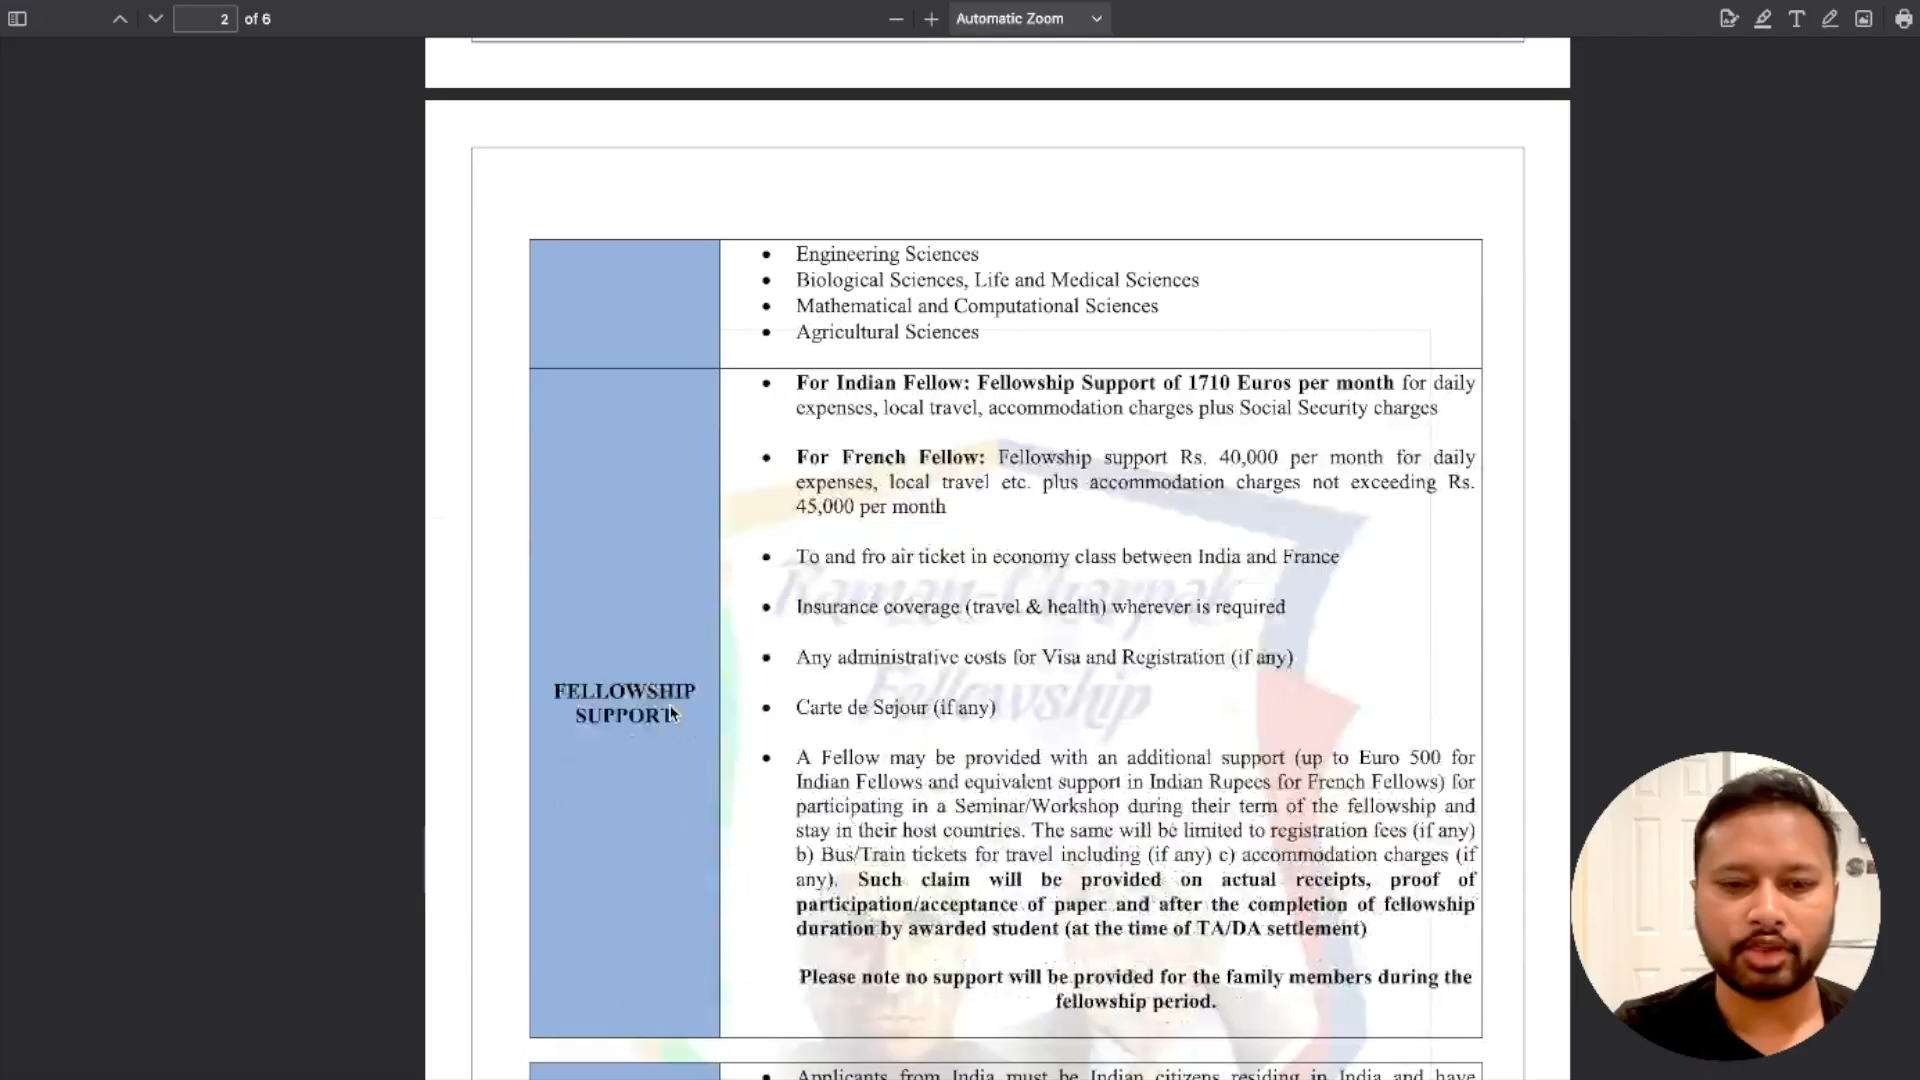 2 of 6
Automatic Zoom
Engineering Sciences
Biological Sciences, Life and Medical Sciences
Mathematical and Computational Sciences
Agricultural Sciences
FELLOWSHIP
SUPPORT
For Indian Fellow: Fellowship Support of 1710 Euros per month for daily
expenses, local travel, accommodation charges plus Social Security charges
For French Fellow: Fellowship support Rs. 40,000 per month for daily
expenses, local travel etc. plus accommodation charges not exceeding Rs.
45,000 per month
To and fro air ticket in economy class between India and France
Insurance coverage (travel & health) wherever is required
Any administrative costs for Visa and Registration (if any)
Carte de Sejour (if any)
A Fellow may be provided with an additional support (up to Euro 500 for
Indian Fellows and equivalent support in Indian Rupees for French Fellows) for
participating in a Seminar/Workshop during their term of the fellowship and
stay in their host countries. The same will be limited to registration fees (if any)
b) Bus/Train tickets for travel including (if any) c) accommodation charges (if
any). Such claim will be provided on actual receipts, proof of
participation/acceptance of paper and after the completion of fellowship
duration by awarded student (at the time of TA/DA settlement)
Please note no support will be provided for the family members during the
fellowship period.
Applicants from India must be Indian citizens residing in India and have
Raman-Charpak
Fellowship